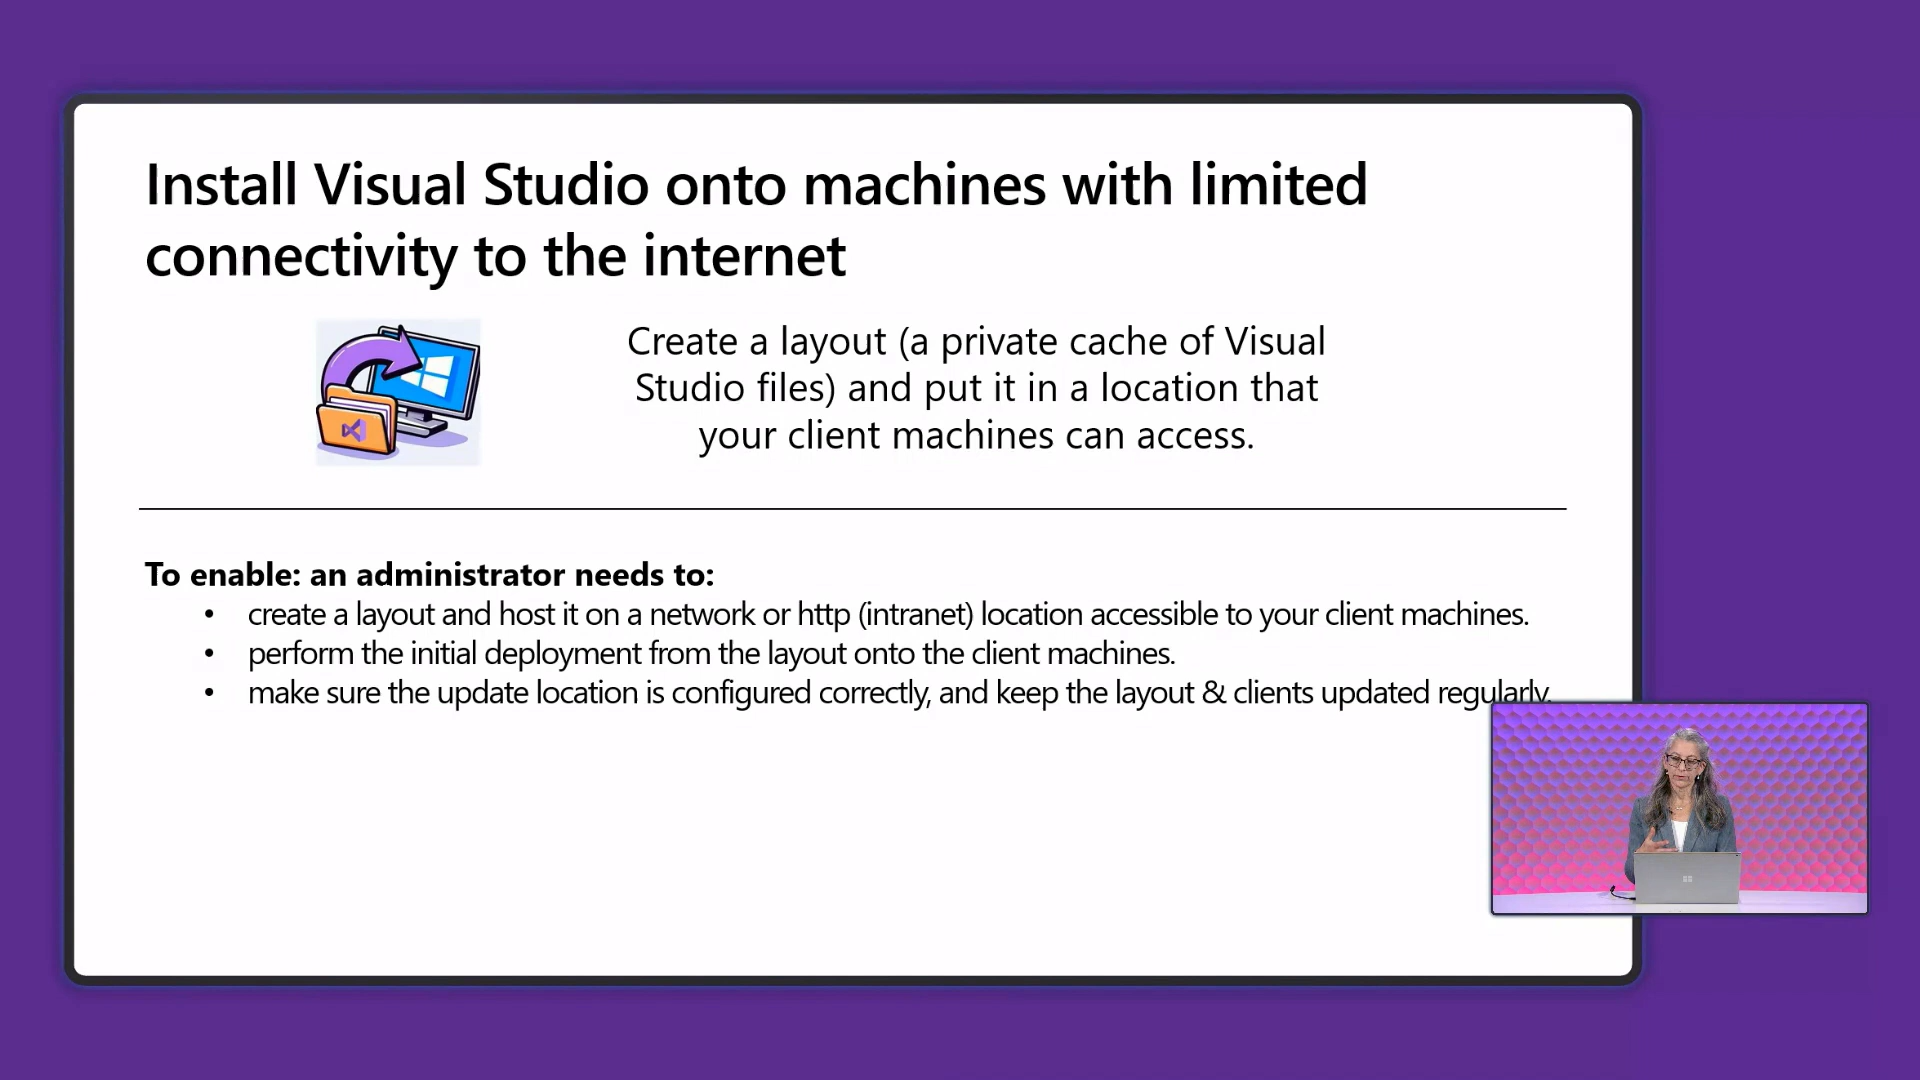 Install Visual Studio onto machines with limited
connectivity to the internet
Create a layout (a private cache of Visual
Studio files) and put it in a location that
your client machines can access.
To enable: an administrator needs to:
• create a layout and host it on a network or http (intranet) location accessible to your client machines.
• perform the initial deployment from the layout onto the client machines.
• make sure the update location is configured correctly, and keep the layout & clients updated regularly.